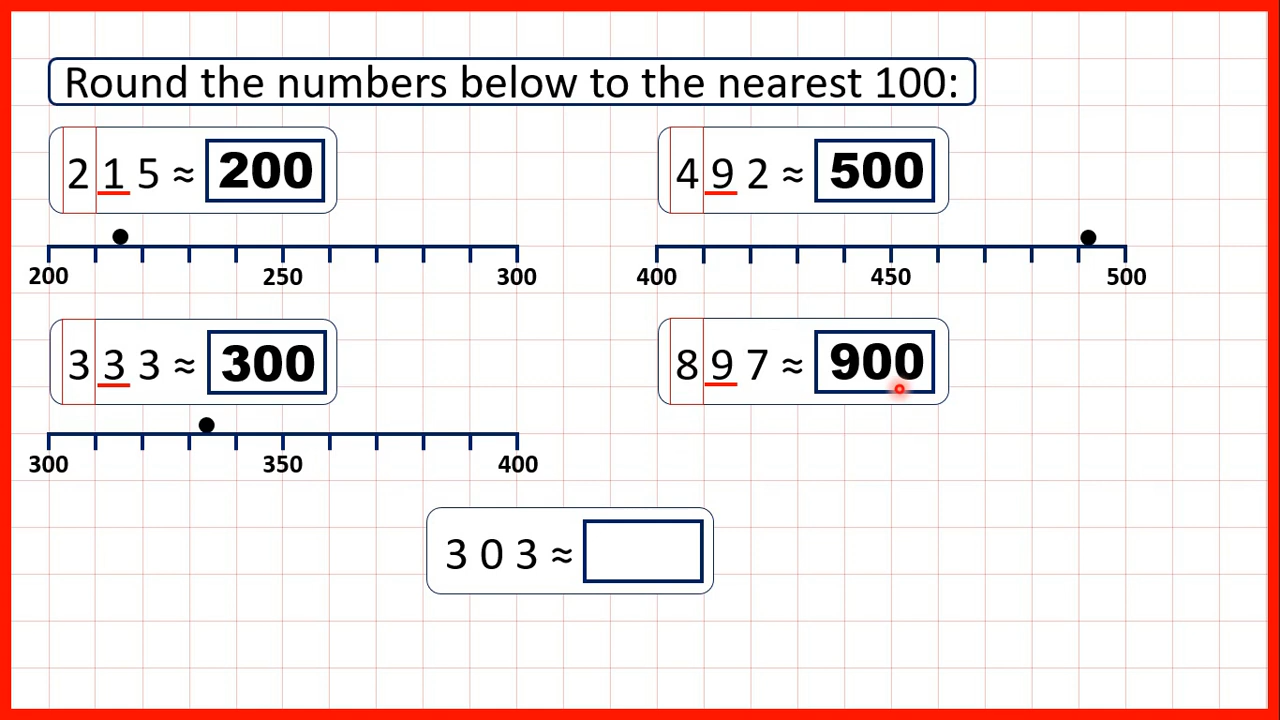 Round the numbers below to the nearest 100:
2 1 5 ≈ 200
4 9 2 ≈ 500
200 250 300
400 450 500
3 3 3 ≈ 300
8 9 7 ≈ 900
300 350 400
3 0 3 ≈